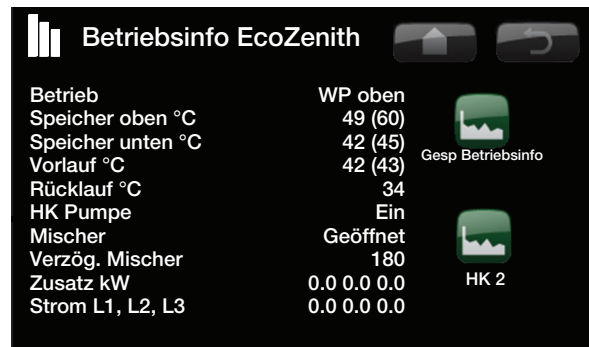 Betriebsinfo EcoZenith
Betrieb WP oben
Speicher oben °C 49 (60)
Speicher unten °C 42 (45)
Vorlauf °C 42 (43)
Rücklauf °C 34
HK Pumpe Ein
Mischer Geöffnet
Verzög. Mischer 180
Zusatz kW 0.0 0.0 0.0
Strom L1, L2, L3 0.0 0.0 0.0
Gesp Betriebsinfo
HK 2